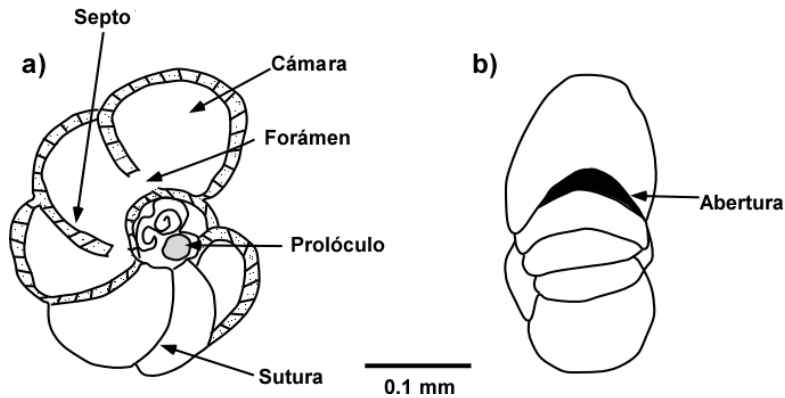 Septo
a)
Cámara
b)
Forámen
Abertura
Prolóculo
Sutura
0.1 mm